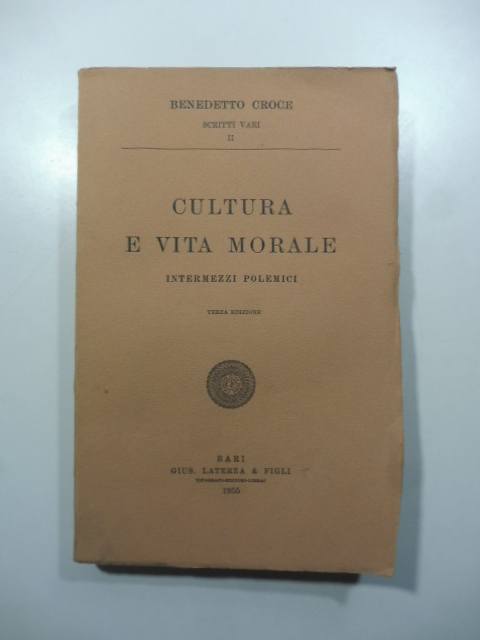 BENEDETTO CROCE
SCRITTI VARI
II
CULTURA
E VITA MORALE
INTERMEZZI POLEMICI
TERZA EDIZIONE
BARI
GIUS. LATERZA & FIGLI
TIPOGRAFI-EDITORI-LIBRAI
1955